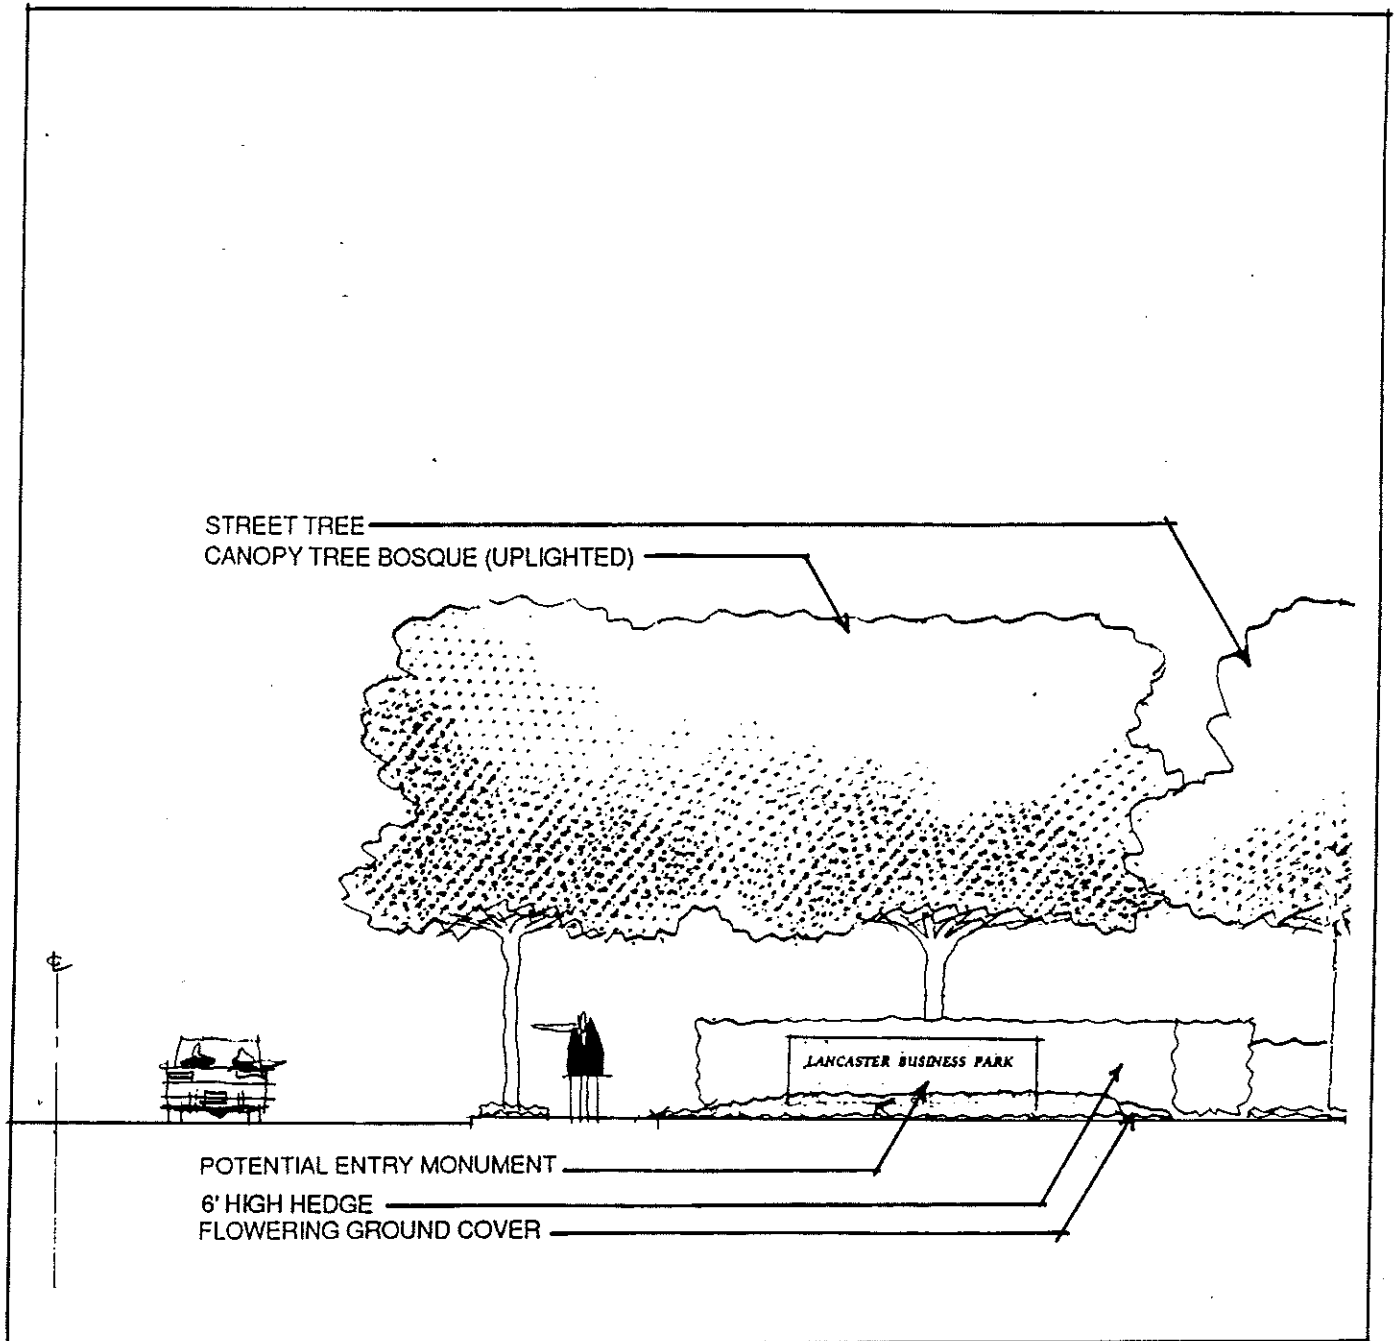 STREET TREE
CANOPY TREE BOSQUE (UPLIGHTED)
℄
LANCASTER BUSINESS PARK
POTENTIAL ENTRY MONUMENT
6' HIGH HEDGE
FLOWERING GROUND COVER